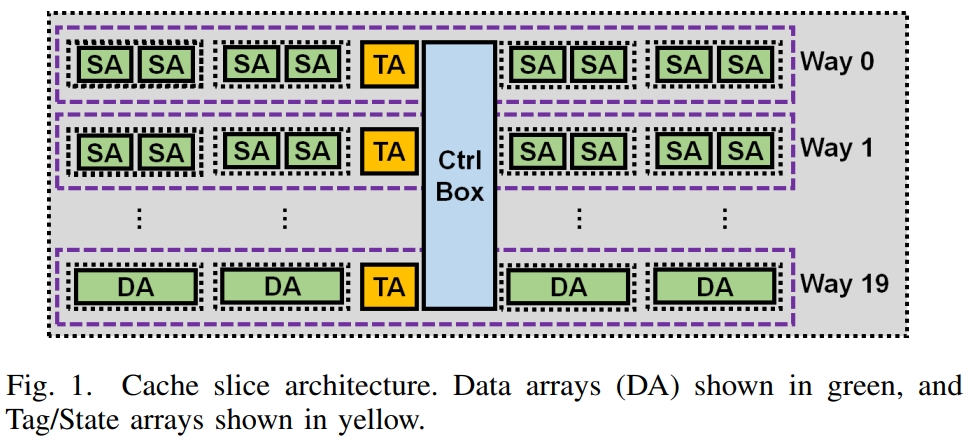 SA SA SA SA TA SA SA SA SA Way 0
SA SA SA SA TA SA SA SA SA Way 1
Ctrl
Box
⋮ ⋮ ⋮ ⋮
DA DA TA DA DA Way 19
Fig. 1. Cache slice architecture. Data arrays (DA) shown in green, and
Tag/State arrays shown in yellow.